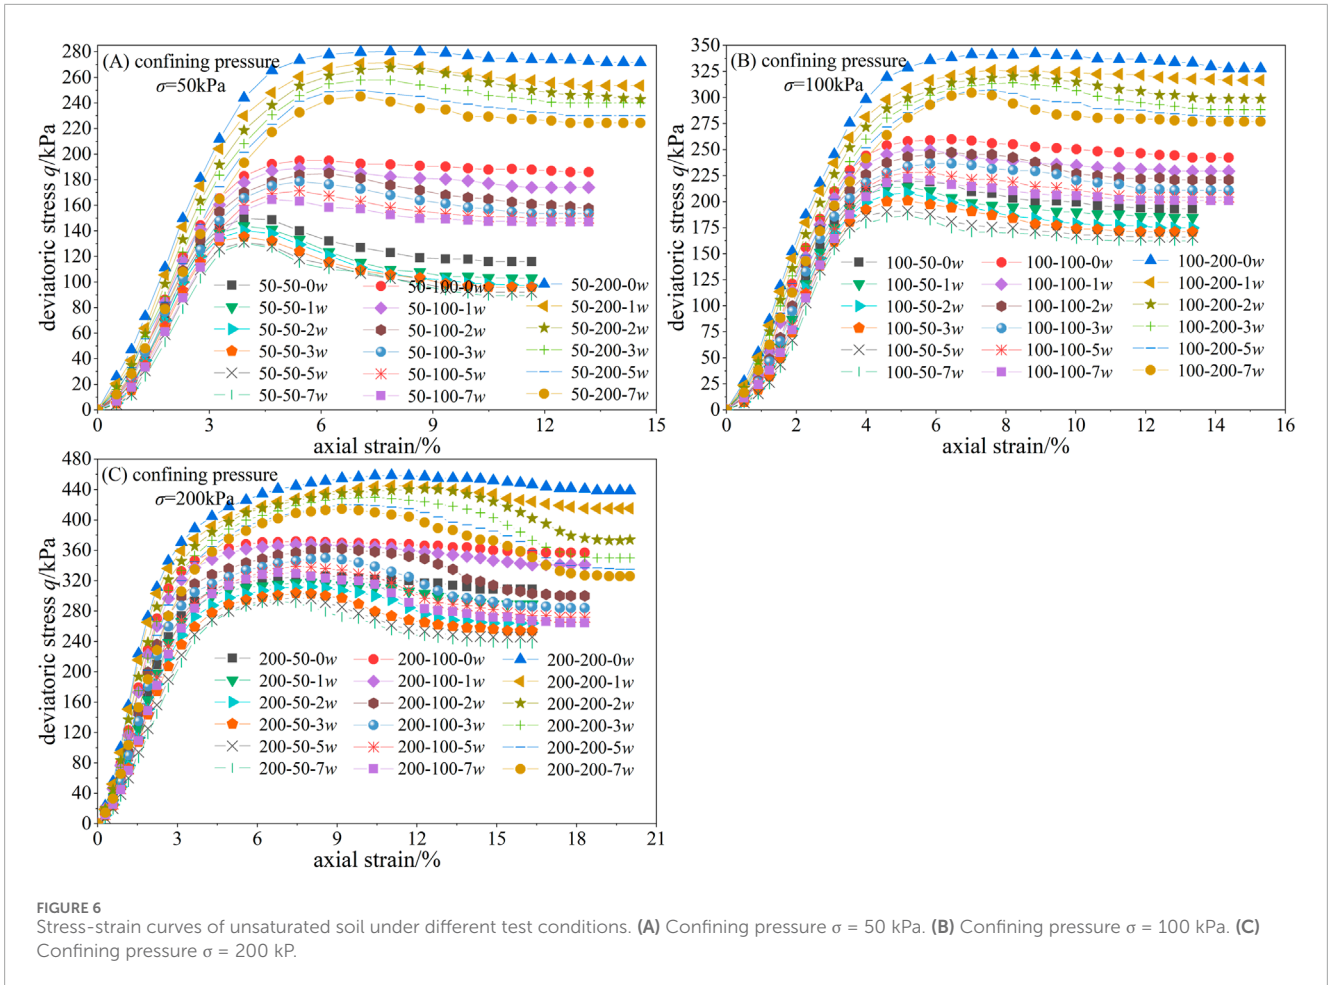 (A) confining pressure
σ=50kPa
deviatoric stress q/kPa
280
260
240
220
200
180
160
140
120
100
80
60
40
20
0
50-50-0w 50-100-0w 50-200-0w
50-50-1w 50-100-1w 50-200-1w
50-50-2w 50-100-2w 50-200-2w
50-50-3w 50-100-3w 50-200-3w
50-50-5w 50-100-5w 50-200-5w
50-50-7w 50-100-7w 50-200-7w
0 3 6 9 12 15
axial strain/%
(B) confining pressure
σ=100kPa
deviatoric stress q/kPa
350
325
300
275
250
225
200
175
150
125
100
75
50
25
0
100-50-0w 100-100-0w 100-200-0w
100-50-1w 100-100-1w 100-200-1w
100-50-2w 100-100-2w 100-200-2w
100-50-3w 100-100-3w 100-200-3w
100-50-5w 100-100-5w 100-200-5w
100-50-7w 100-100-7w 100-200-7w
0 2 4 6 8 10 12 14 16
axial strain/%
(C) confining pressure
σ=200kPa
deviatoric stress q/kPa
480
440
400
360
320
280
240
200
160
120
80
40
0
200-50-0w 200-100-0w 200-200-0w
200-50-1w 200-100-1w 200-200-1w
200-50-2w 200-100-2w 200-200-2w
200-50-3w 200-100-3w 200-200-3w
200-50-5w 200-100-5w 200-200-5w
200-50-7w 200-100-7w 200-200-7w
0 3 6 9 12 15 18 21
axial strain/%
FIGURE 6
Stress-strain curves of unsaturated soil under different test conditions. (A) Confining pressure σ = 50 kPa. (B) Confining pressure σ = 100 kPa. (C)
Confining pressure σ = 200 kP.